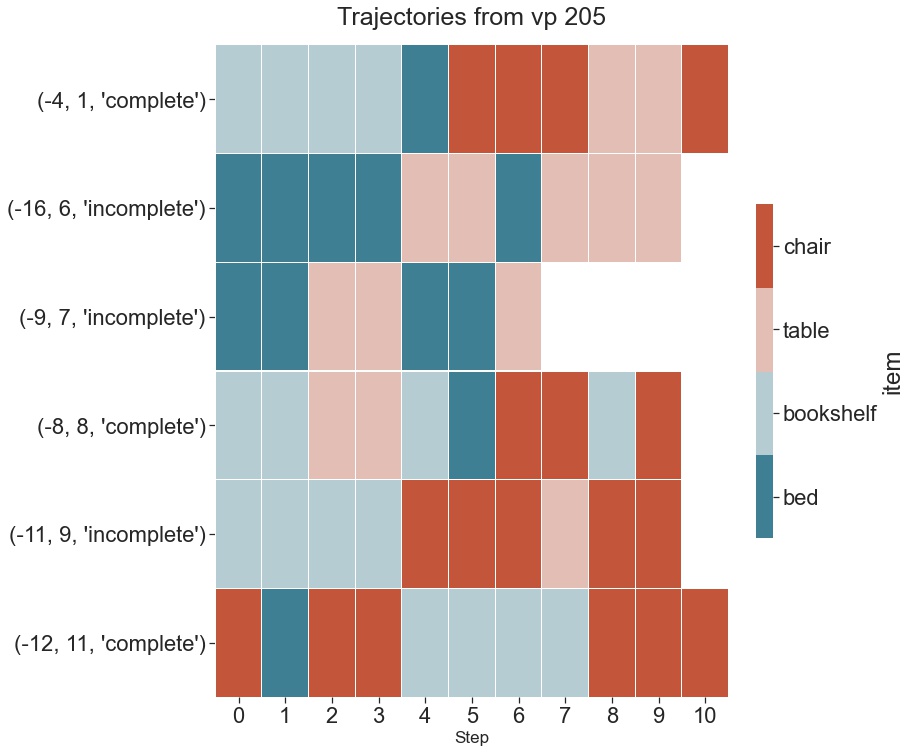 Trajectories from vp 205
(-4, 1, 'complete')
(-16, 6, 'incomplete')
(-9, 7, 'incomplete')
(-8, 8, 'complete')
(-11, 9, 'incomplete')
(-12, 11, 'complete')
0 1 2 3 4 5 6 7 8 9 10
Step
chair
table
bookshelf
bed
item